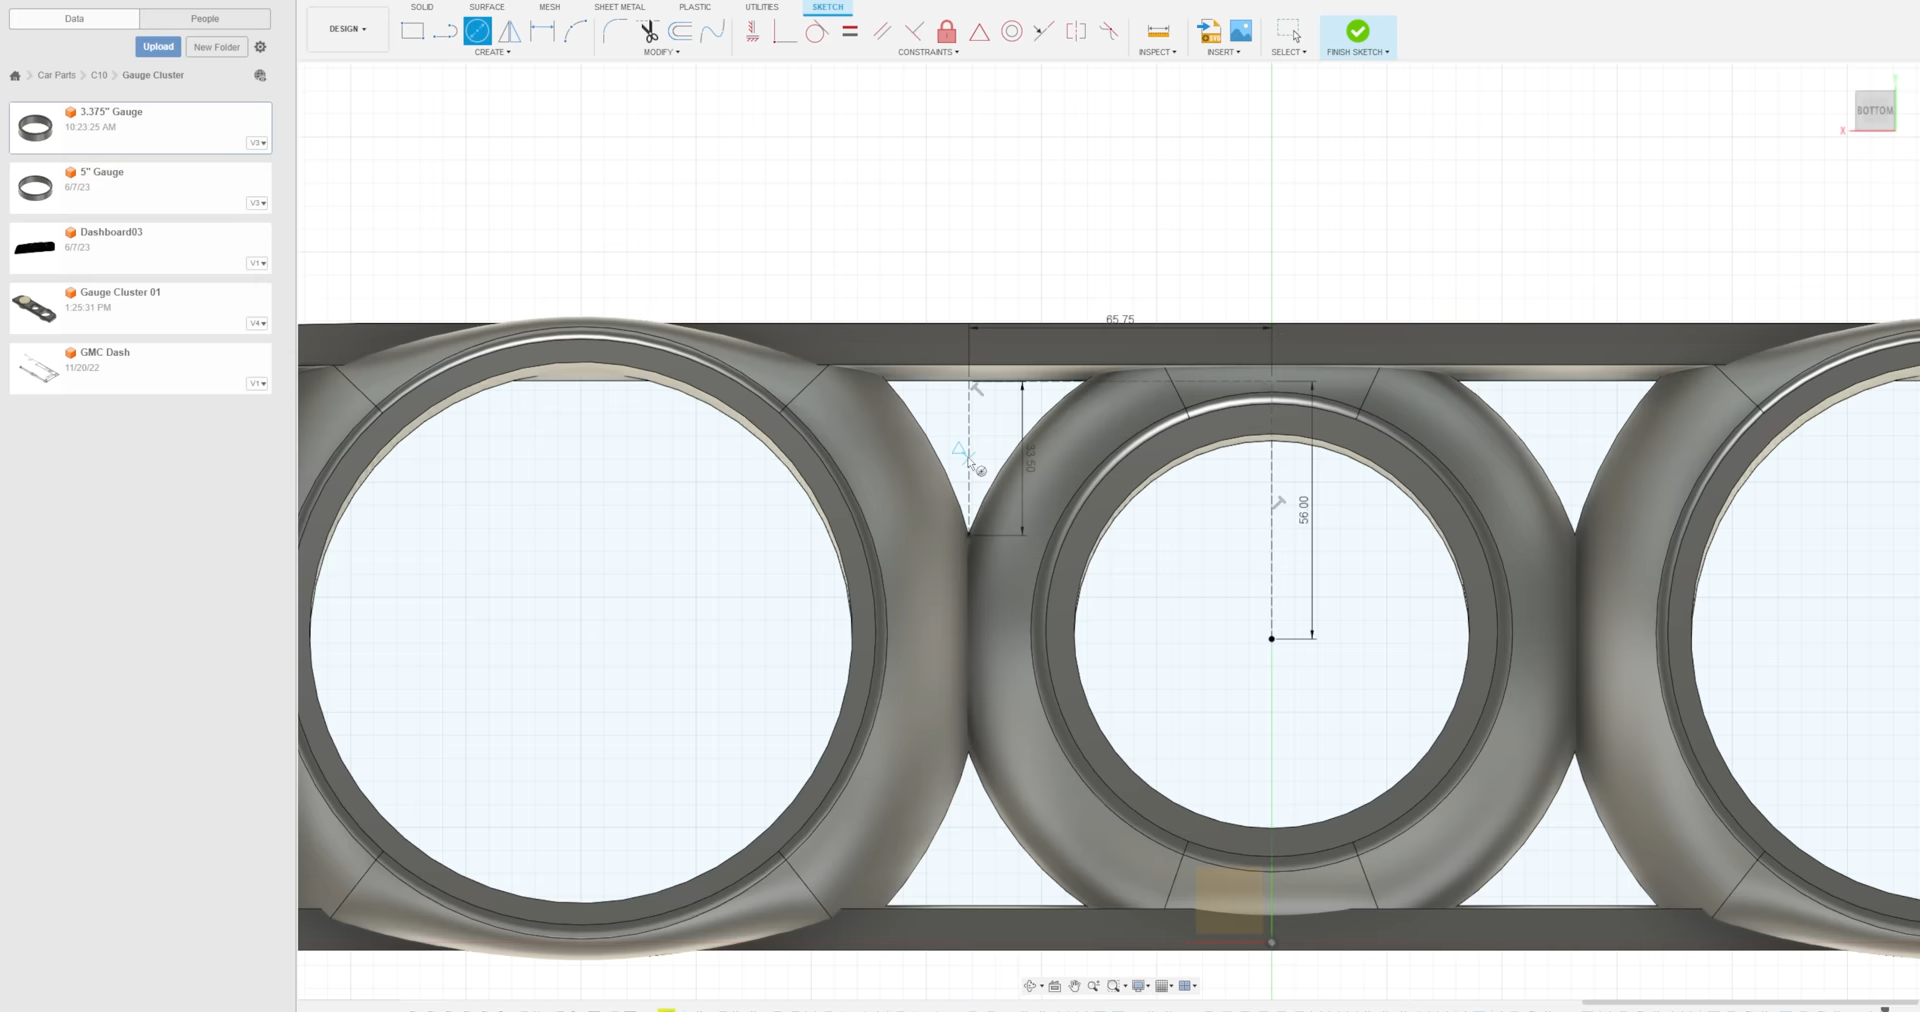 Data
People
Upload
New Folder
Car Parts
C10
Gauge Cluster
3.375" Gauge
10:23:25 AM
V3
5" Gauge
6/7/23
V3
Dashboard03
6/7/23
V1
Gauge Cluster 01
1:25:31 PM
V4
GMC Dash
11/20/22
V1
DESIGN
SOLID
SURFACE
MESH
SHEET METAL
PLASTIC
UTILITIES
SKETCH
CREATE
MODIFY
CONSTRAINTS
INSPECT
INSERT
SELECT
FINISH SKETCH
BOTTOM
X
65.75
33.50
56.00